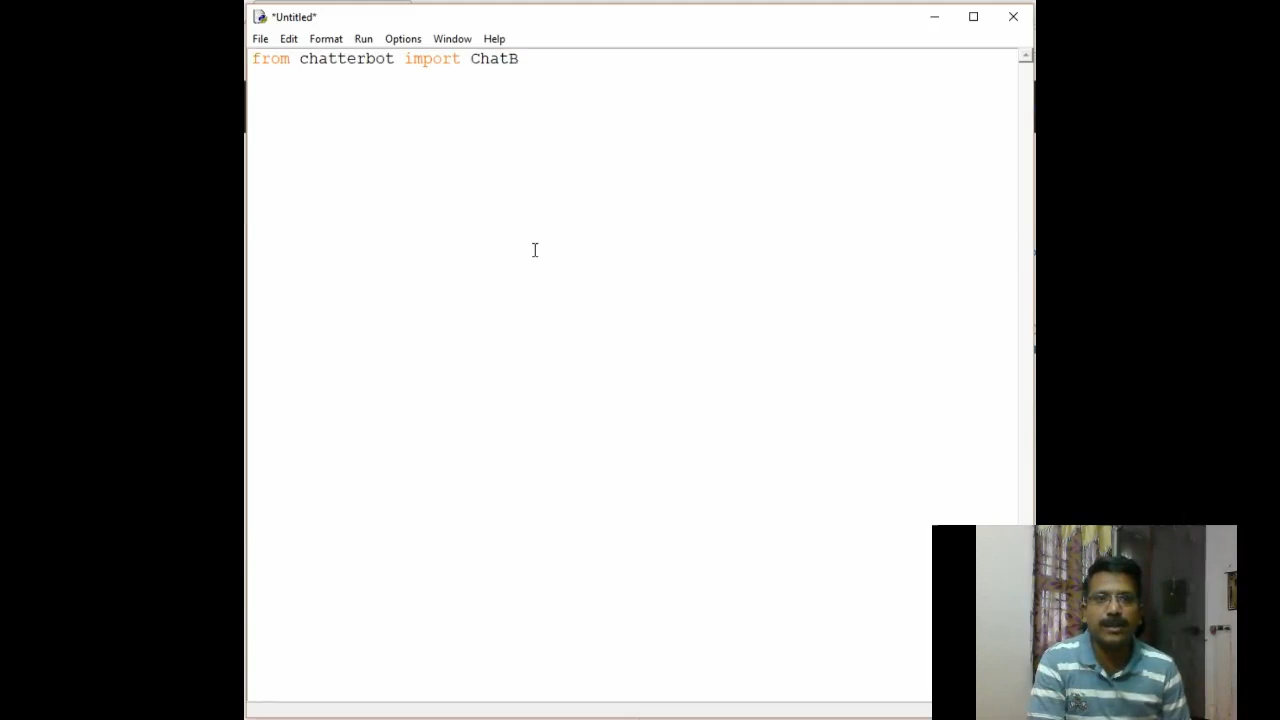 *Untitled*
File Edit Format Run Options Window Help
from chatterbot import ChatB